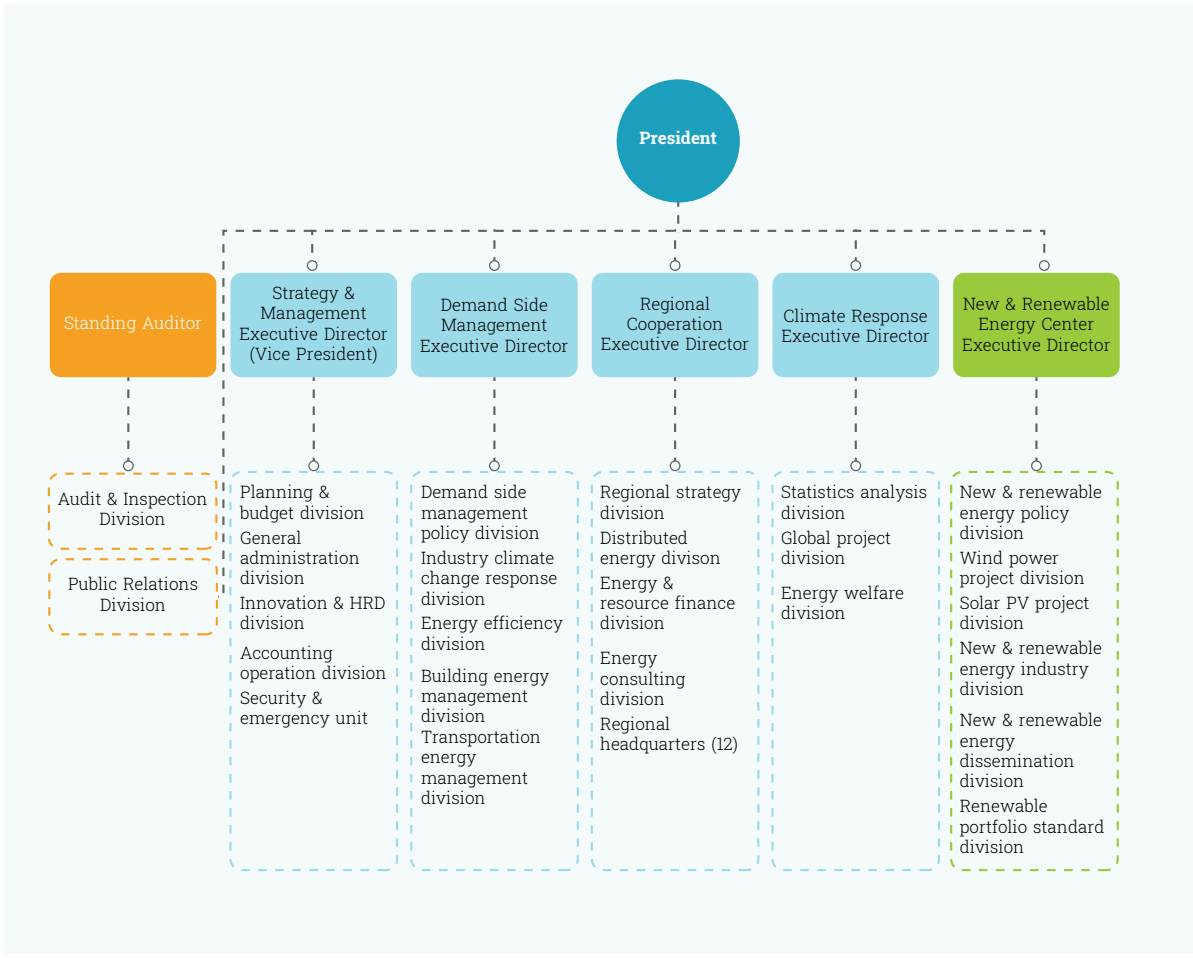 President
Standing Auditor
Strategy &
Management
Executive Director
(Vice President)
Demand Side
Management
Executive Director
Regional
Cooperation
Executive Director
Climate Response
Executive Director
New & Renewable
Energy Center
Executive Director
Audit & Inspection
Division
Public Relations
Division
Planning &
budget division
General
administration
division
Innovation & HRD
division
Accounting
operation division
Security &
emergency unit
Demand side
management
policy division
Industry climate
change response
division
Energy efficiency
division
Building energy
management
division
Transportation
energy
management
division
Regional strategy
division
Distributed
energy divison
Energy &
resource finance
division
Energy
consulting
division
Regional
headquarters (12)
Statistics analysis
division
Global project
division
Energy welfare
division
New & renewable
energy policy
division
Wind power
project division
Solar PV project
division
New & renewable
energy industry
division
New & renewable
energy
dissemination
division
Renewable
portfolio standard
division